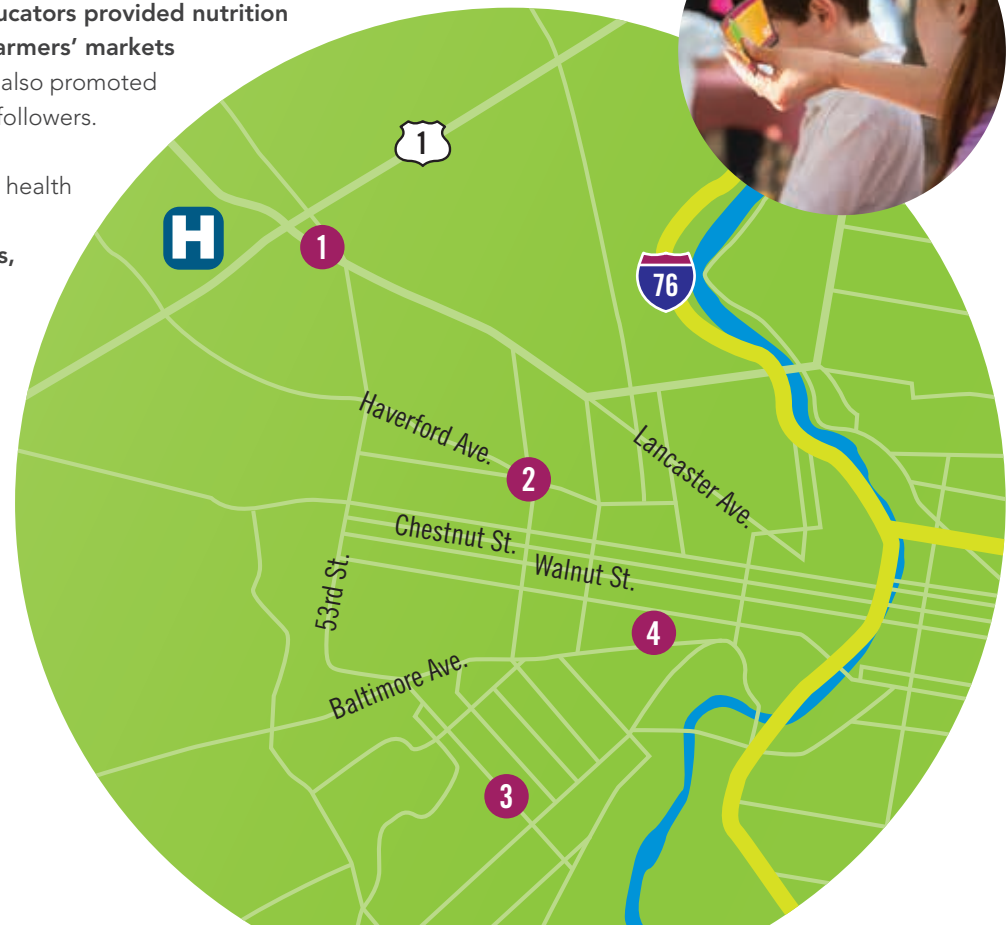 ucators provided nutrition
armers’ markets
also promoted
followers.
health
s,
1
H
1
76
Haverford Ave.
Lancaster Ave.
2
Chestnut St.
Walnut St.
53rd St.
4
Baltimore Ave.
3